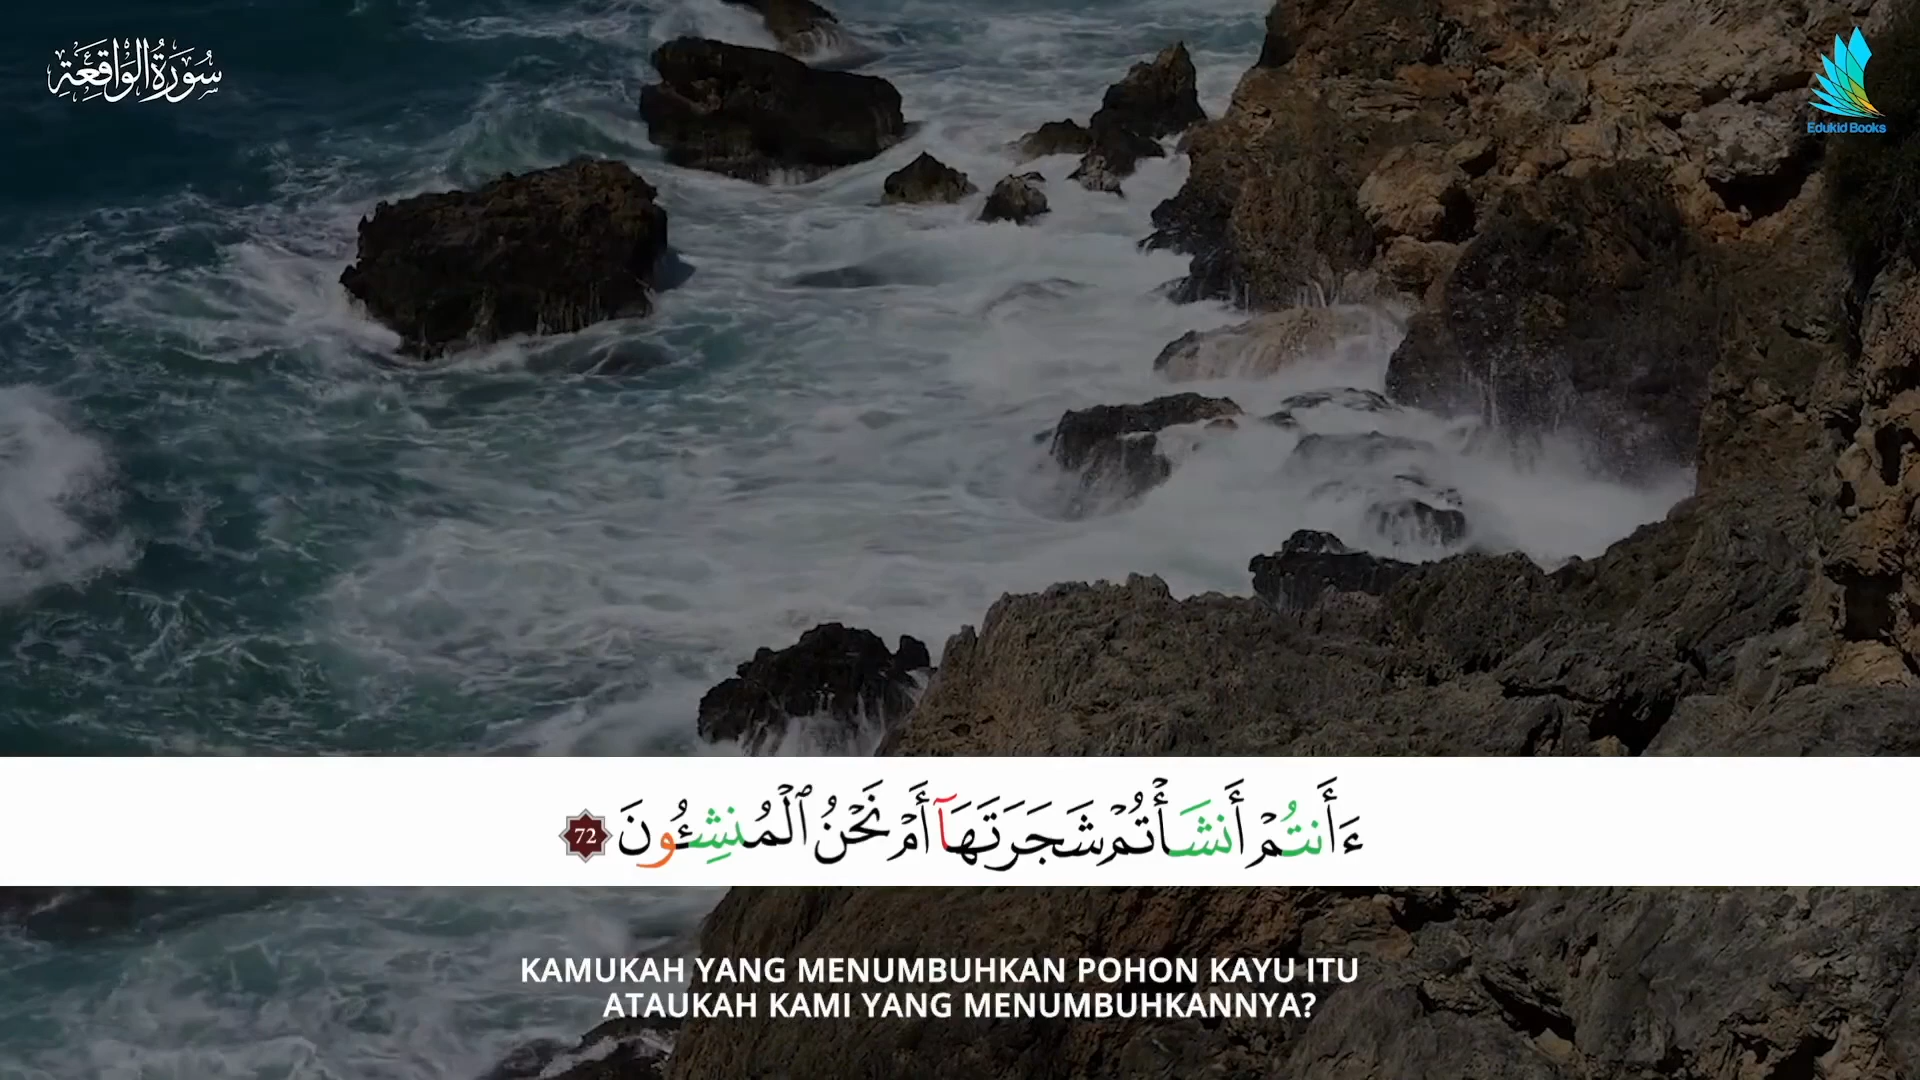 سُورَةُ الْوَاقِعَةِ
Edukid Books
ءَأَنتُمْ أَنشَأْتُمْ شَجَرَتَهَآ أَمْ نَحْنُ ٱلْمُنشِـُٔونَ 72
KAMUKAH YANG MENUMBUHKAN POHON KAYU ITU
ATAUKAH KAMI YANG MENUMBUHKANNYA?